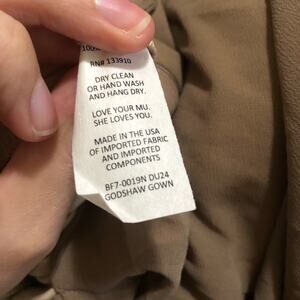 100%
RN# 133910
DRY CLEAN
OR HAND WASH
AND HANG DRY.
LOVE YOUR MU.
SHE LOVES YOU.
MADE IN THE USA
OF IMPORTED FABRIC
AND IMPORTED
COMPONENTS
BF7-0019N DU24
GODSHAW GOWN